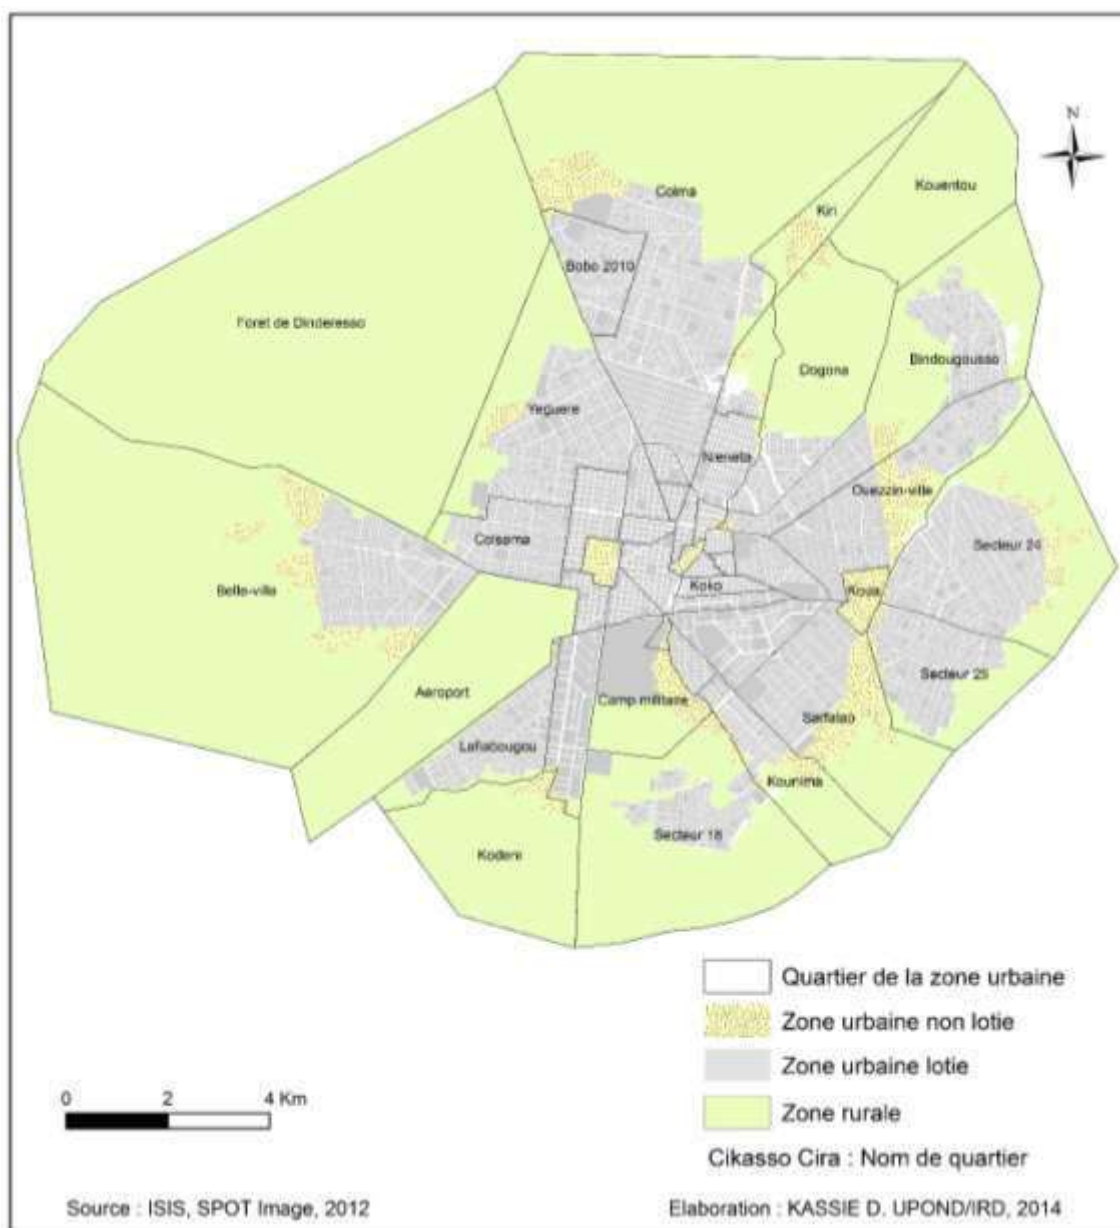 N
Colma
Kiri
Kouentou
Bobo 2010
Foret de Dinderesso
Dogona
Bindougousso
Yeguere
Nieneta
Ouezzin-ville
Colsama
Secteur 24
Belle-ville
Koko
Koua
Secteur 25
Aeroport
Camp militaire
Sarfalao
Lafiabougou
Kounima
Secteur 18
Kodeni
Quartier de la zone urbaine
Zone urbaine non lotie
Zone urbaine lotie
Zone rurale
Cikasso Cira : Nom de quartier
0 2 4 Km
Source : ISIS, SPOT Image, 2012
Elaboration : KASSIE D. UPOND/IRD, 2014